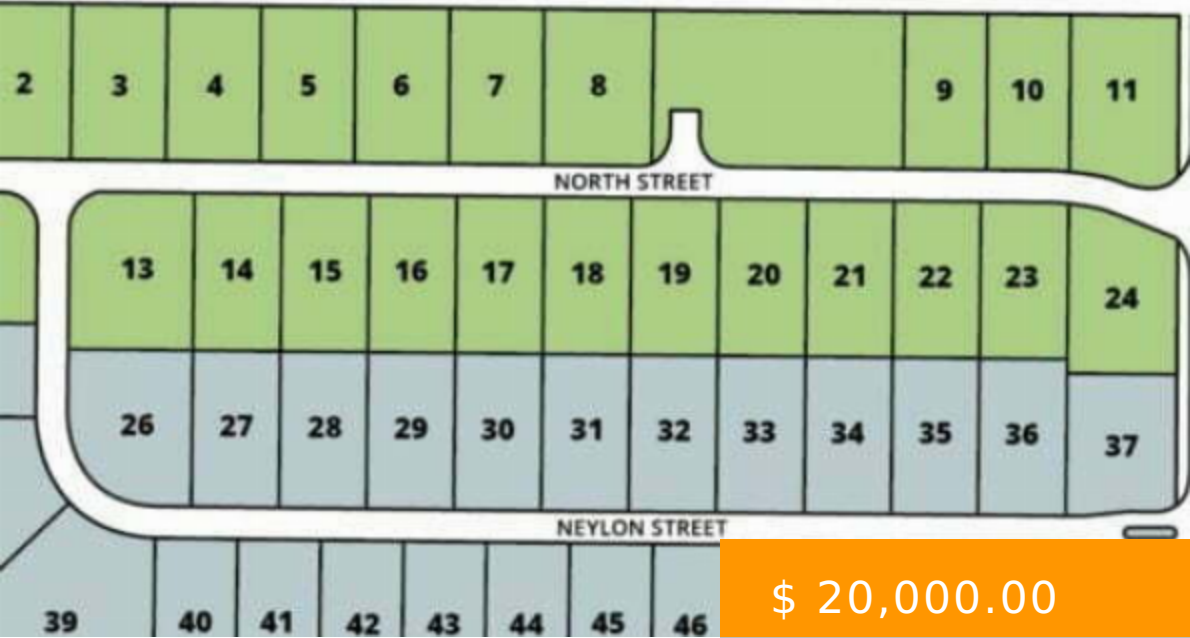 2 3 4 5 6 7 8 9 10 11
NORTH STREET
13 14 15 16 17 18 19 20 21 22 23 24
26 27 28 29 30 31 32 33 34 35 36 37
NEYLON STREET
39 40 41 42 43 44 45 46
$ 20,000.00